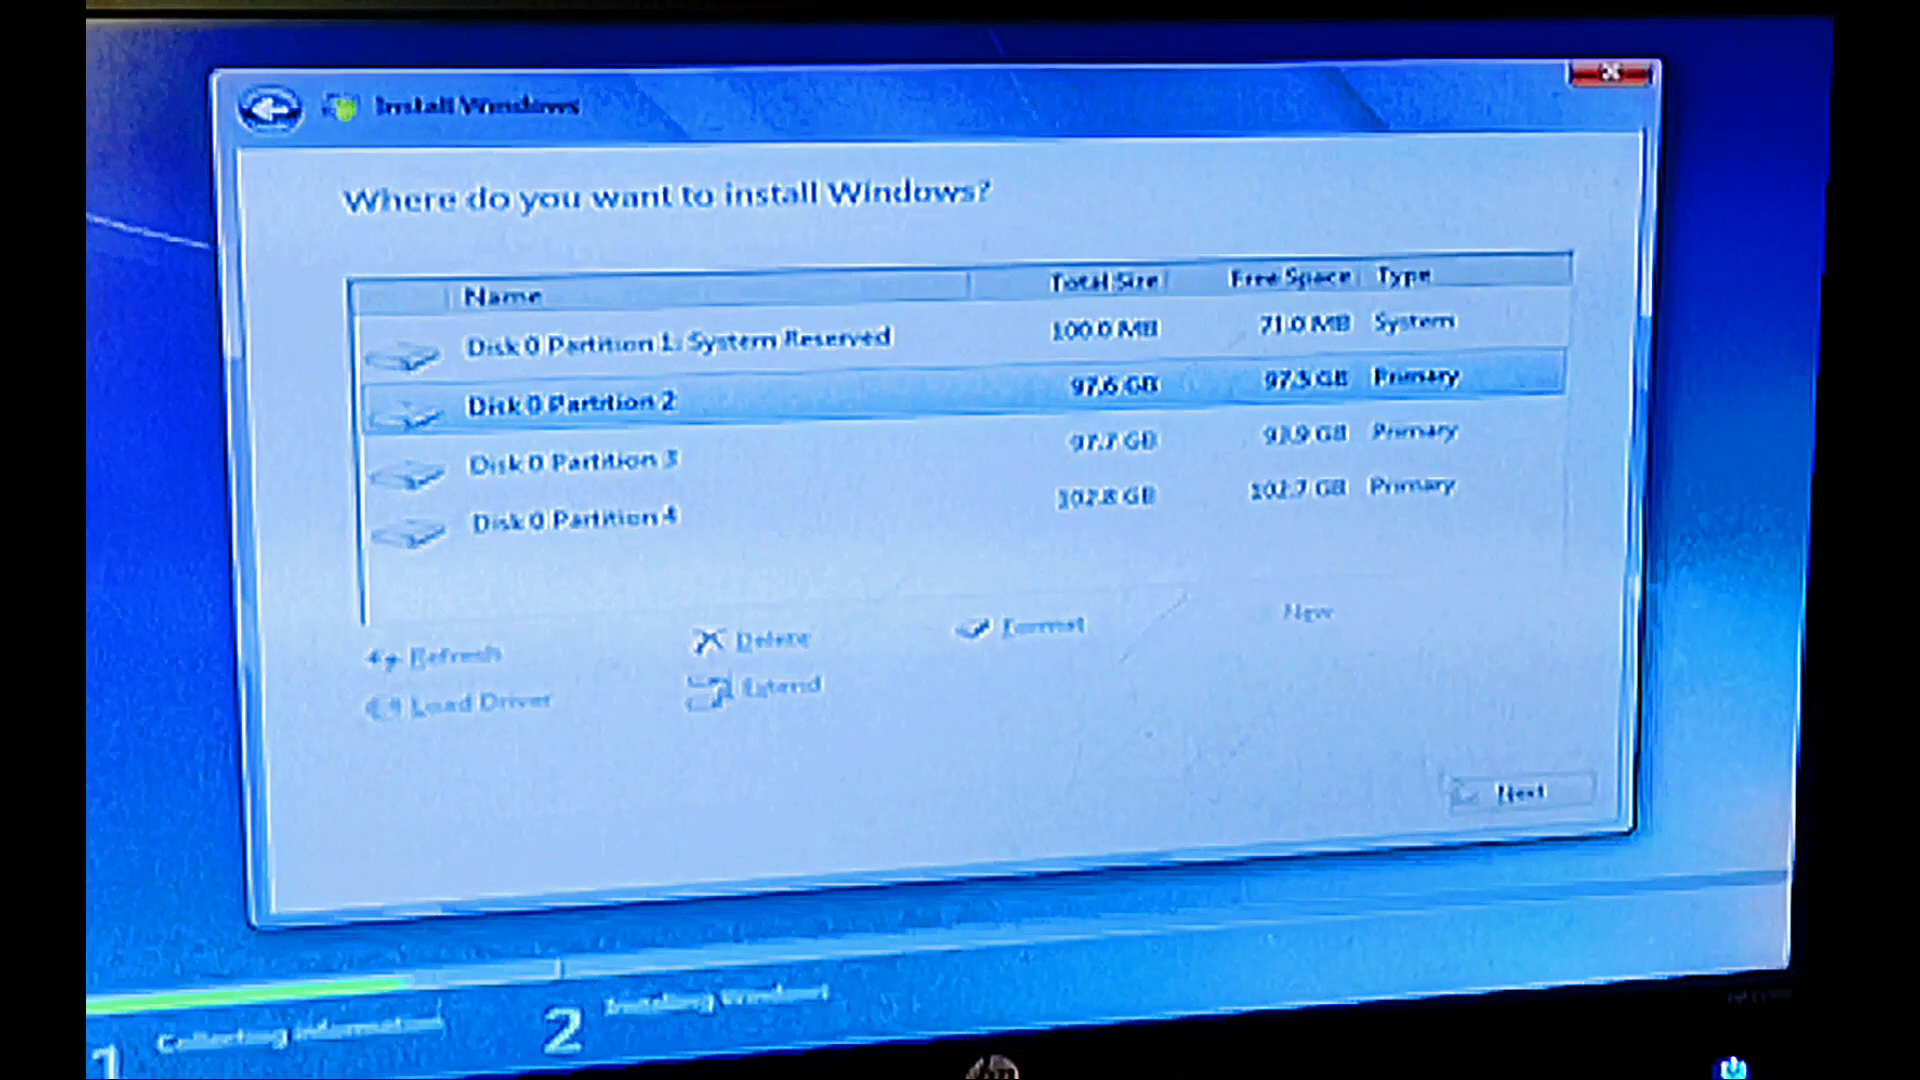 Install Windows
Where do you want to install Windows?
Name Total Size Free Space Type
Disk 0 Partition 1: System Reserved 100.0 MB 71.0 MB System
Disk 0 Partition 2 97.6 GB 97.5 GB Primary
Disk 0 Partition 3 97.7 GB 93.9 GB Primary
Disk 0 Partition 4 102.8 GB 102.7 GB Primary
Refresh Delete Format New
Load Driver Extend
Next
1 Collecting information 2 Installing Windows
hp